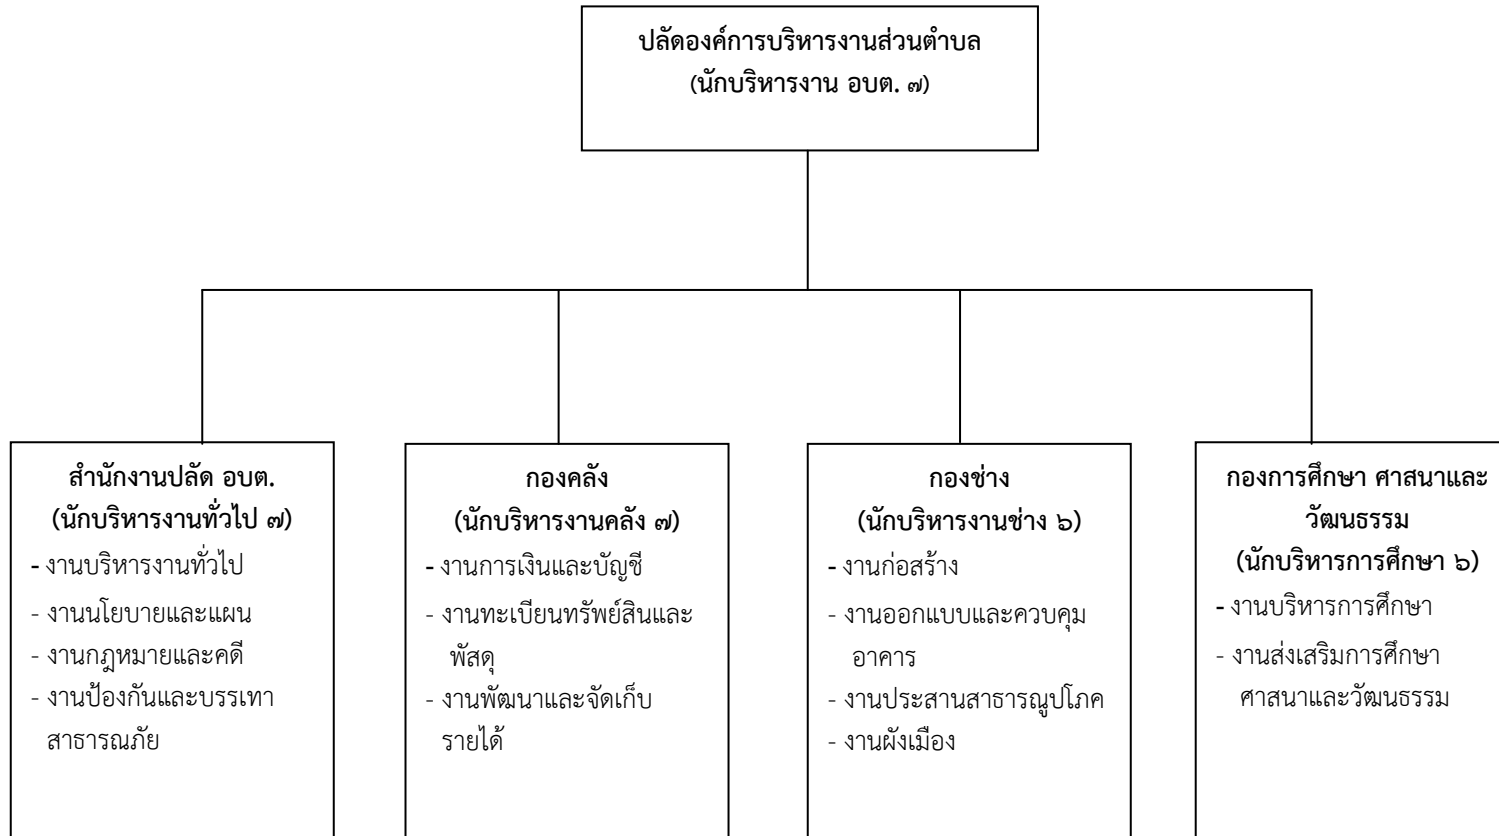 ปลัดองค์การบริหารงานส่วนตำบล
(นักบริหารงาน อบต. ๗)
สำนักงานปลัด อบต.
(นักบริหารงานทั่วไป ๗)
- งานบริหารงานทั่วไป
- งานนโยบายและแผน
- งานกฎหมายและคดี
- งานป้องกันและบรรเทา
สาธารณภัย
กองคลัง
(นักบริหารงานคลัง ๗)
- งานการเงินและบัญชี
- งานทะเบียนทรัพย์สินและ
พัสดุ
- งานพัฒนาและจัดเก็บ
รายได้
กองช่าง
(นักบริหารงานช่าง ๖)
- งานก่อสร้าง
- งานออกแบบและควบคุม
อาคาร
- งานประสานสาธารณูปโภค
- งานผังเมือง
กองการศึกษา ศาสนาและ
วัฒนธรรม
(นักบริหารการศึกษา ๖)
- งานบริหารการศึกษา
- งานส่งเสริมการศึกษา
ศาสนาและวัฒนธรรม